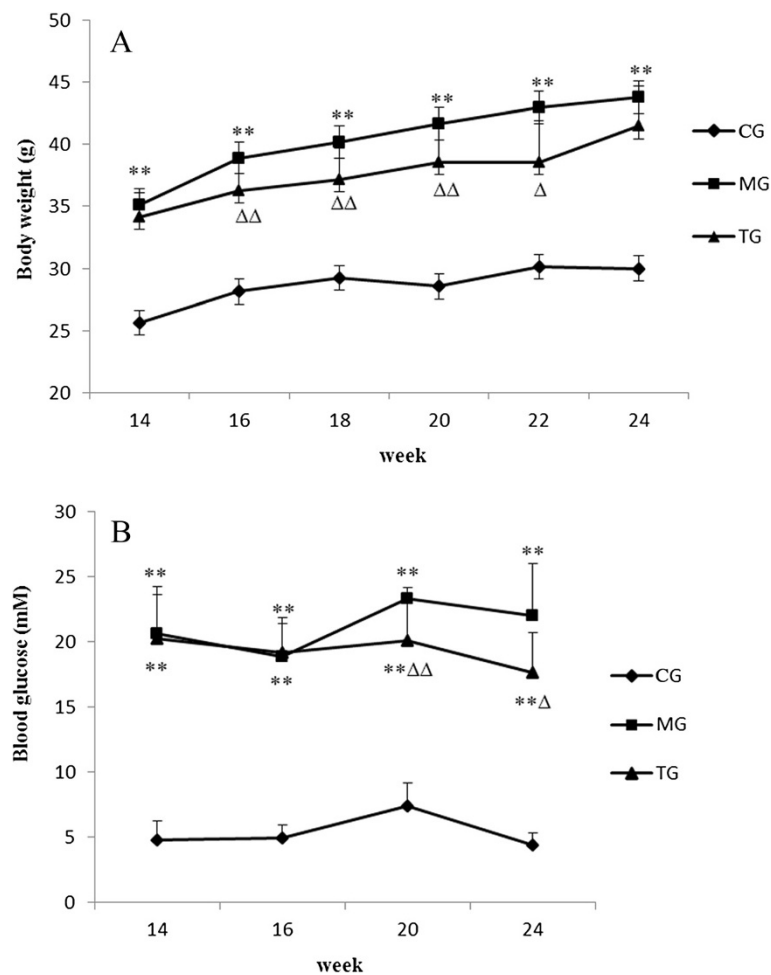 A
50
45
40
35
30
25
20
Body weight (g)
** ** ** ** ** **
ΔΔ ΔΔ ΔΔ Δ
14 16 18 20 22 24
week
CG
MG
TG
B
30
25
20
15
10
5
0
Blood glucose (mM)
** ** ** **
** ** **ΔΔ **Δ
14 16 20 24
week
CG
MG
TG